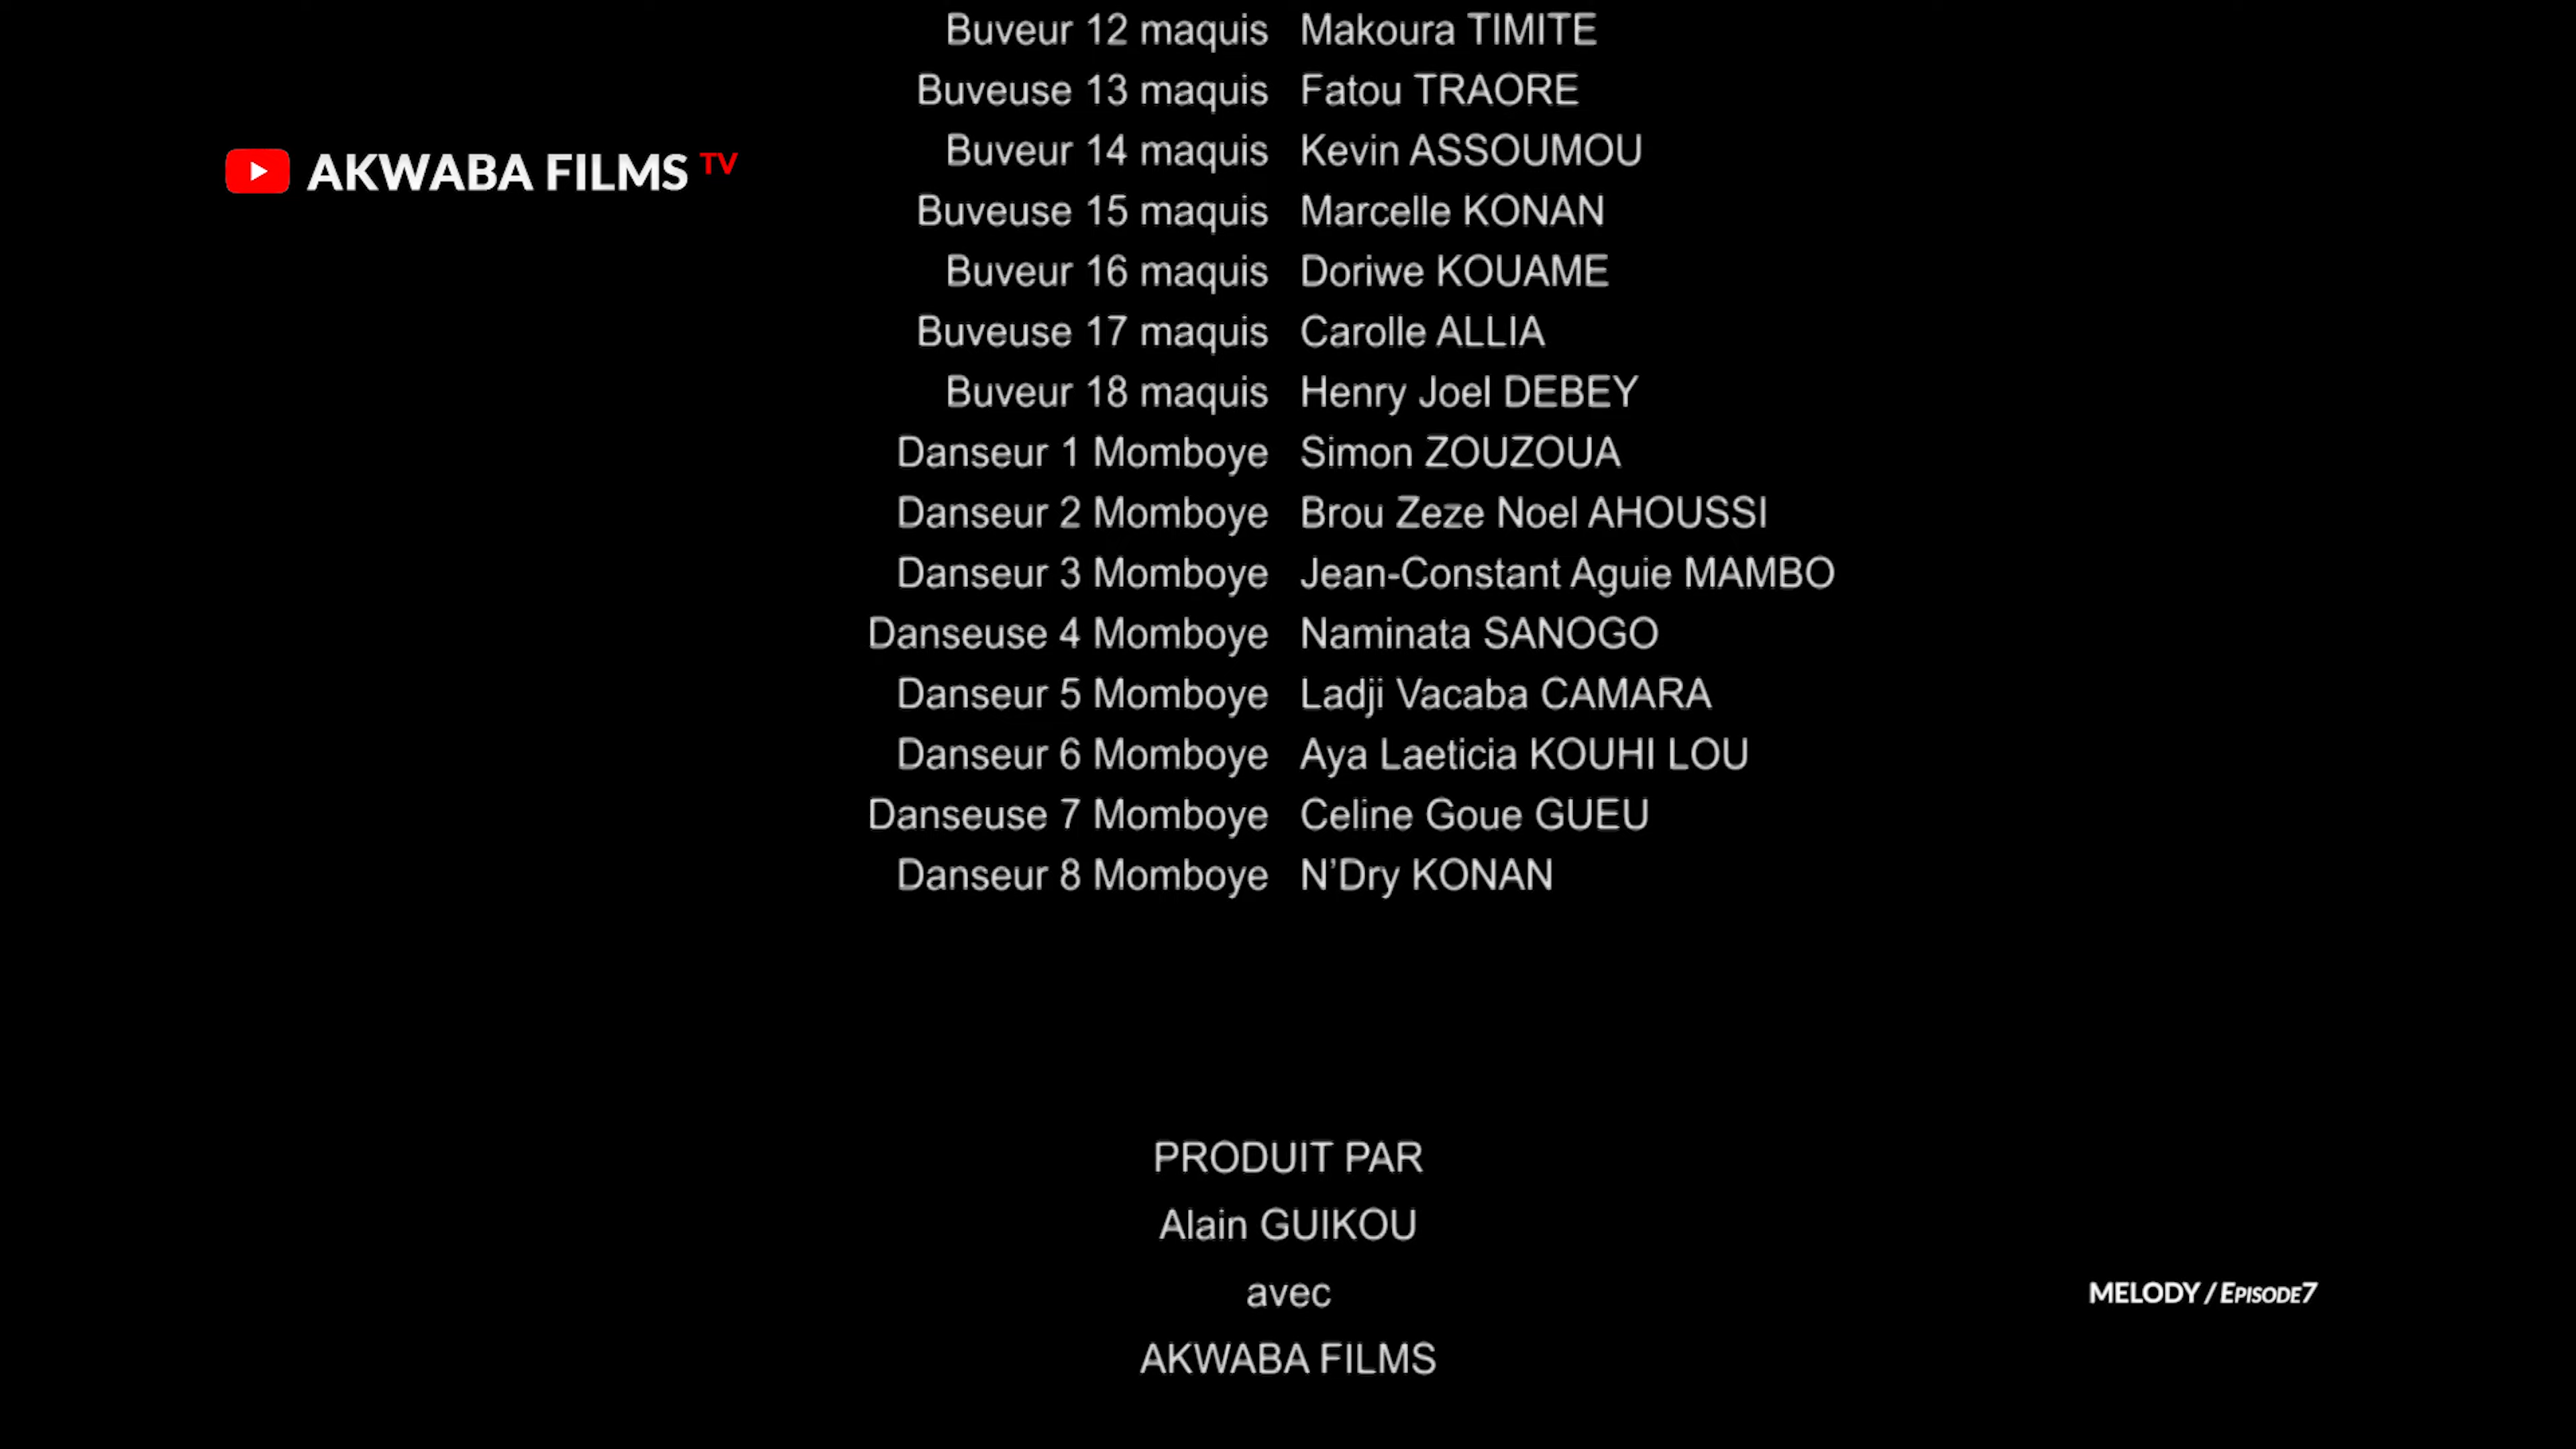 Buveur 12 maquis Makoura TIMITE
Buveuse 13 maquis Fatou TRAORE
Buveur 14 maquis Kevin ASSOUMOU
AKWABA FILMS TV
Buveuse 15 maquis Marcelle KONAN
Buveur 16 maquis Doriwe KOUAME
Buveuse 17 maquis Carolle ALLIA
Buveur 18 maquis Henry Joel DEBEY
Danseur 1 Momboye Simon ZOUZOUA
Danseur 2 Momboye Brou Zeze Noel AHOUSSI
Danseur 3 Momboye Jean-Constant Aguie MAMBO
Danseuse 4 Momboye Naminata SANOGO
Danseur 5 Momboye Ladji Vacaba CAMARA
Danseur 6 Momboye Aya Laeticia KOUHI LOU
Danseuse 7 Momboye Celine Goue GUEU
Danseur 8 Momboye N'Dry KONAN
PRODUIT PAR
Alain GUIKOU
avec
MELODY / EPISODE7
AKWABA FILMS